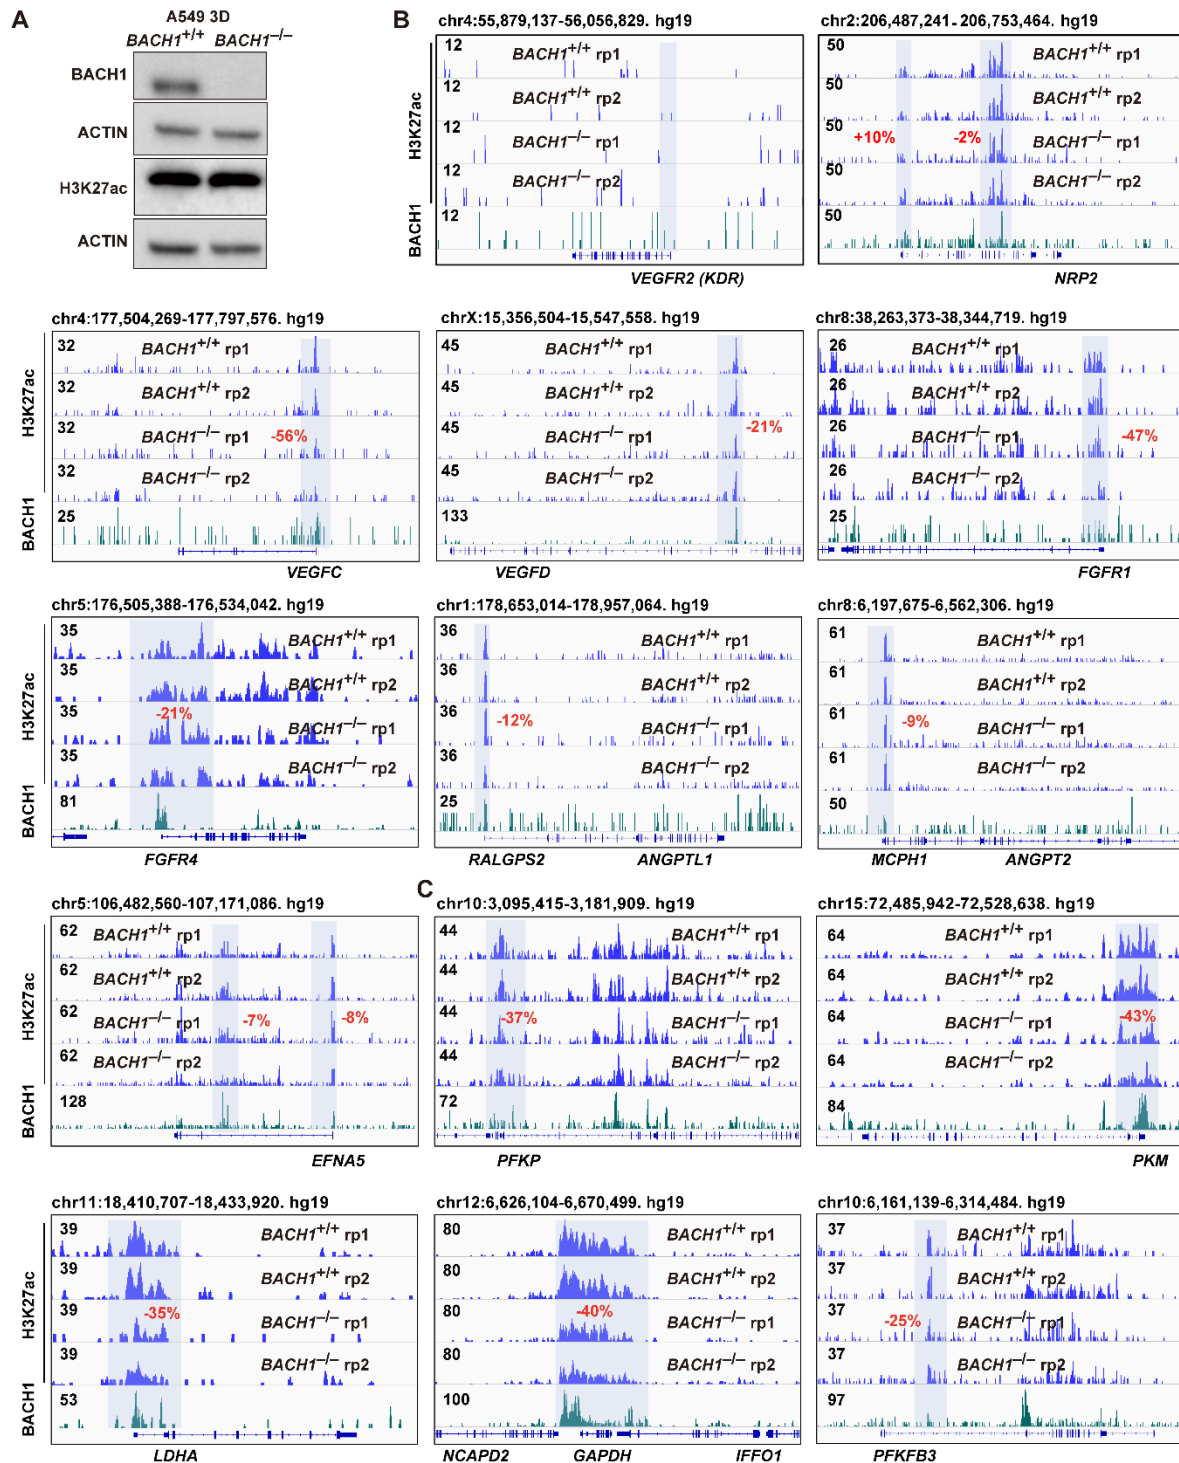 A
A549 3D
BACH1+/+ BACH1−/−
BACH1
ACTIN
H3K27ac
ACTIN
B
chr4:55,879,137-56,056,829. hg19
H3K27ac
BACH1
12 BACH1+/+ rp1
12 BACH1+/+ rp2
12 BACH1−/− rp1
12 BACH1−/− rp2
12
VEGFR2 (KDR)
chr2:206,487,241-206,753,464. hg19
50 BACH1+/+ rp1
50 BACH1+/+ rp2
50 BACH1−/− rp1
+10% -2%
50 BACH1−/− rp2
50
NRP2
chr4:177,504,269-177,797,576. hg19
H3K27ac
BACH1
32 BACH1+/+ rp1
32 BACH1+/+ rp2
32 BACH1−/− rp1 -56%
32 BACH1−/− rp2
25
VEGFC
chrX:15,356,504-15,547,558. hg19
45 BACH1+/+ rp1
45 BACH1+/+ rp2
-21%
45 BACH1−/− rp1
45 BACH1−/− rp2
133
VEGFD
chr8:38,263,373-38,344,719. hg19
26 BACH1+/+ rp1
26 BACH1+/+ rp2
26 BACH1−/− rp1 -47%
26 BACH1−/− rp2
25
FGFR1
chr5:176,505,388-176,534,042. hg19
H3K27ac
BACH1
35 BACH1+/+ rp1
35 BACH1+/+ rp2
-21%
35 BACH1−/− rp1
35 BACH1−/− rp2
81
FGFR4
chr1:178,653,014-178,957,064. hg19
36 BACH1+/+ rp1
36 BACH1+/+ rp2
36 -12% BACH1−/− rp1
36 BACH1−/− rp2
25
RALGPS2 ANGPTL1
chr8:6,197,675-6,562,306. hg19
61 BACH1+/+ rp1
61 BACH1+/+ rp2
61 -9% BACH1−/− rp1
61 BACH1−/− rp2
50
MCPH1 ANGPT2
chr5:106,482,560-107,171,086. hg19
H3K27ac
BACH1
62 BACH1+/+ rp1
62 BACH1+/+ rp2
62 BACH1−/− rp1 -7% -8%
62 BACH1−/− rp2
128
EFNA5
C
chr10:3,095,415-3,181,909. hg19
44 BACH1+/+ rp1
44 BACH1+/+ rp2
44 -37% BACH1−/− rp1
44 BACH1−/− rp2
72
PFKP
chr15:72,485,942-72,528,638. hg19
64 BACH1+/+ rp1
64 BACH1+/+ rp2
64 BACH1−/− rp1 -43%
64 BACH1−/− rp2
84
PKM
chr11:18,410,707-18,433,920. hg19
H3K27ac
BACH1
39 BACH1+/+ rp1
39 BACH1+/+ rp2
39 -35% BACH1−/− rp1
39 BACH1−/− rp2
53
LDHA
chr12:6,626,104-6,670,499. hg19
80 BACH1+/+ rp1
80 BACH1+/+ rp2
80 -40% BACH1−/− rp1
80 BACH1−/− rp2
100
NCAPD2 GAPDH IFFO1
chr10:6,161,139-6,314,484. hg19
37 BACH1+/+ rp1
37 BACH1+/+ rp2
37 -25% BACH1−/− rp1
37 BACH1−/− rp2
97
PFKFB3